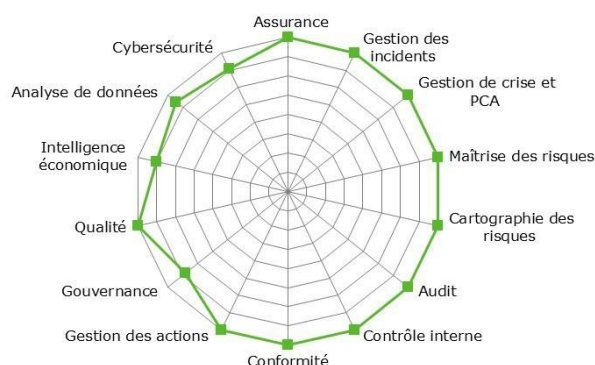 Assurance
Gestion des
incidents
Gestion de crise et
PCA
Maîtrise des risques
Cartographie des
risques
Audit
Contrôle interne
Conformité
Gestion des actions
Gouvernance
Qualité
Intelligence
économique
Analyse de données
Cybersécurité